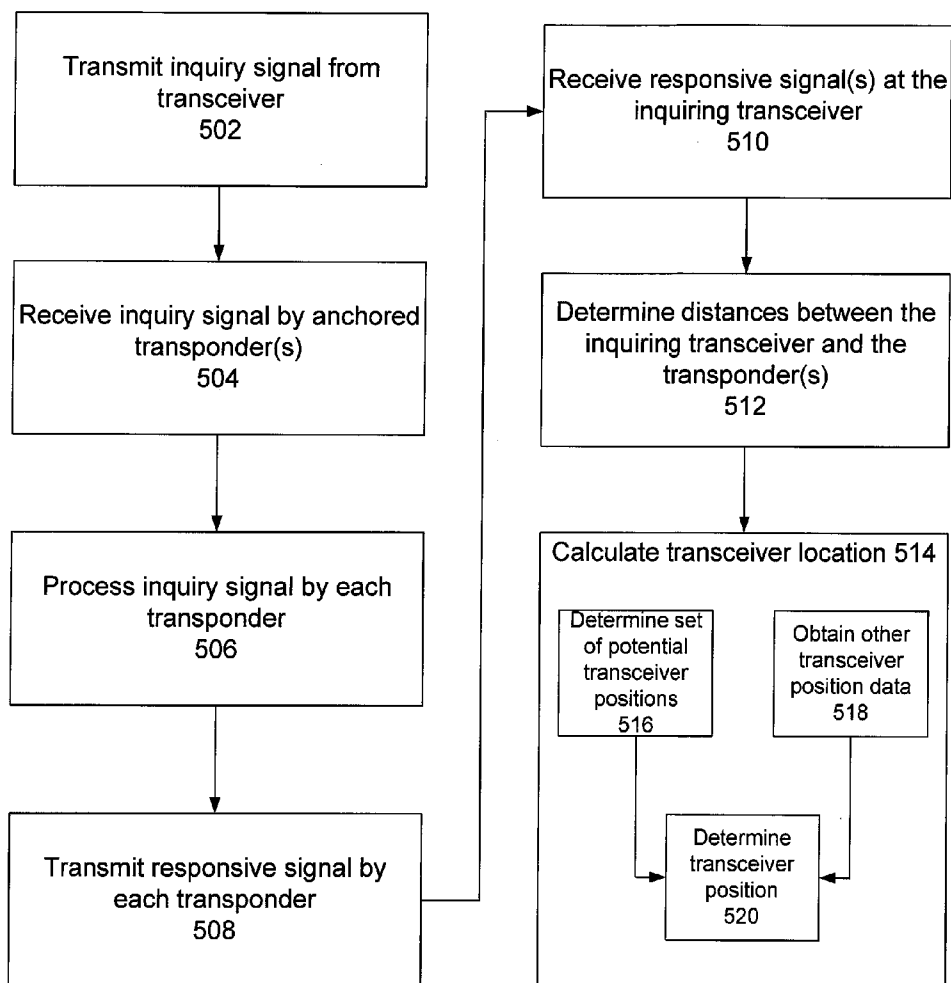 Transmit inquiry signal from
transceiver
502
Receive inquiry signal by anchored
transponder(s)
504
Process inquiry signal by each
transponder
506
Transmit responsive signal by
each transponder
508
Receive responsive signal(s) at the
inquiring transceiver
510
Determine distances between the
inquiring transceiver and the
transponder(s)
512
Calculate transceiver location 514
Determine set
of potential
transceiver
positions
516
Obtain other
transceiver
position data
518
Determine
transceiver
position
520